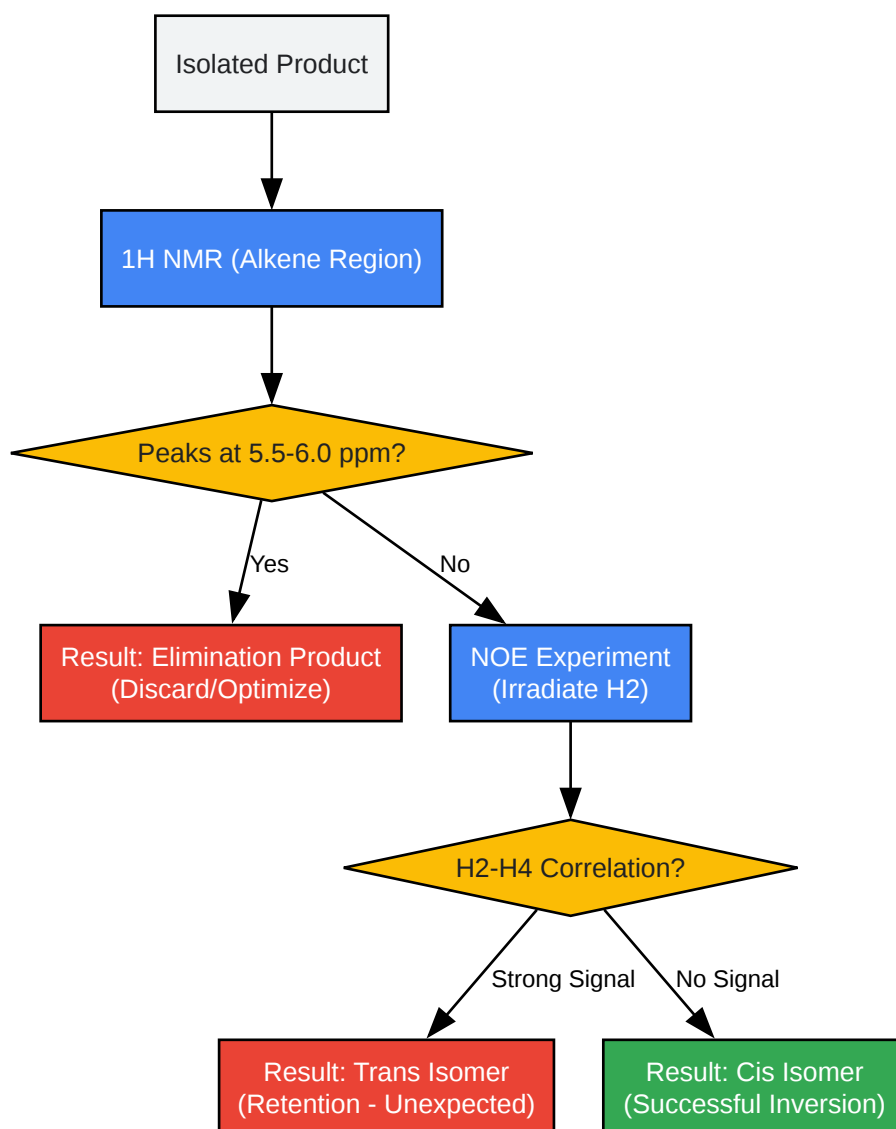 Isolated Product
1H NMR (Alkene Region)
Peaks at 5.5-6.0 ppm?
Yes
No
Result: Elimination Product
(Discard/Optimize)
NOE Experiment
(Irradiate H2)
H2-H4 Correlation?
Strong Signal
No Signal
Result: Trans Isomer
(Retention - Unexpected)
Result: Cis Isomer
(Successful Inversion)